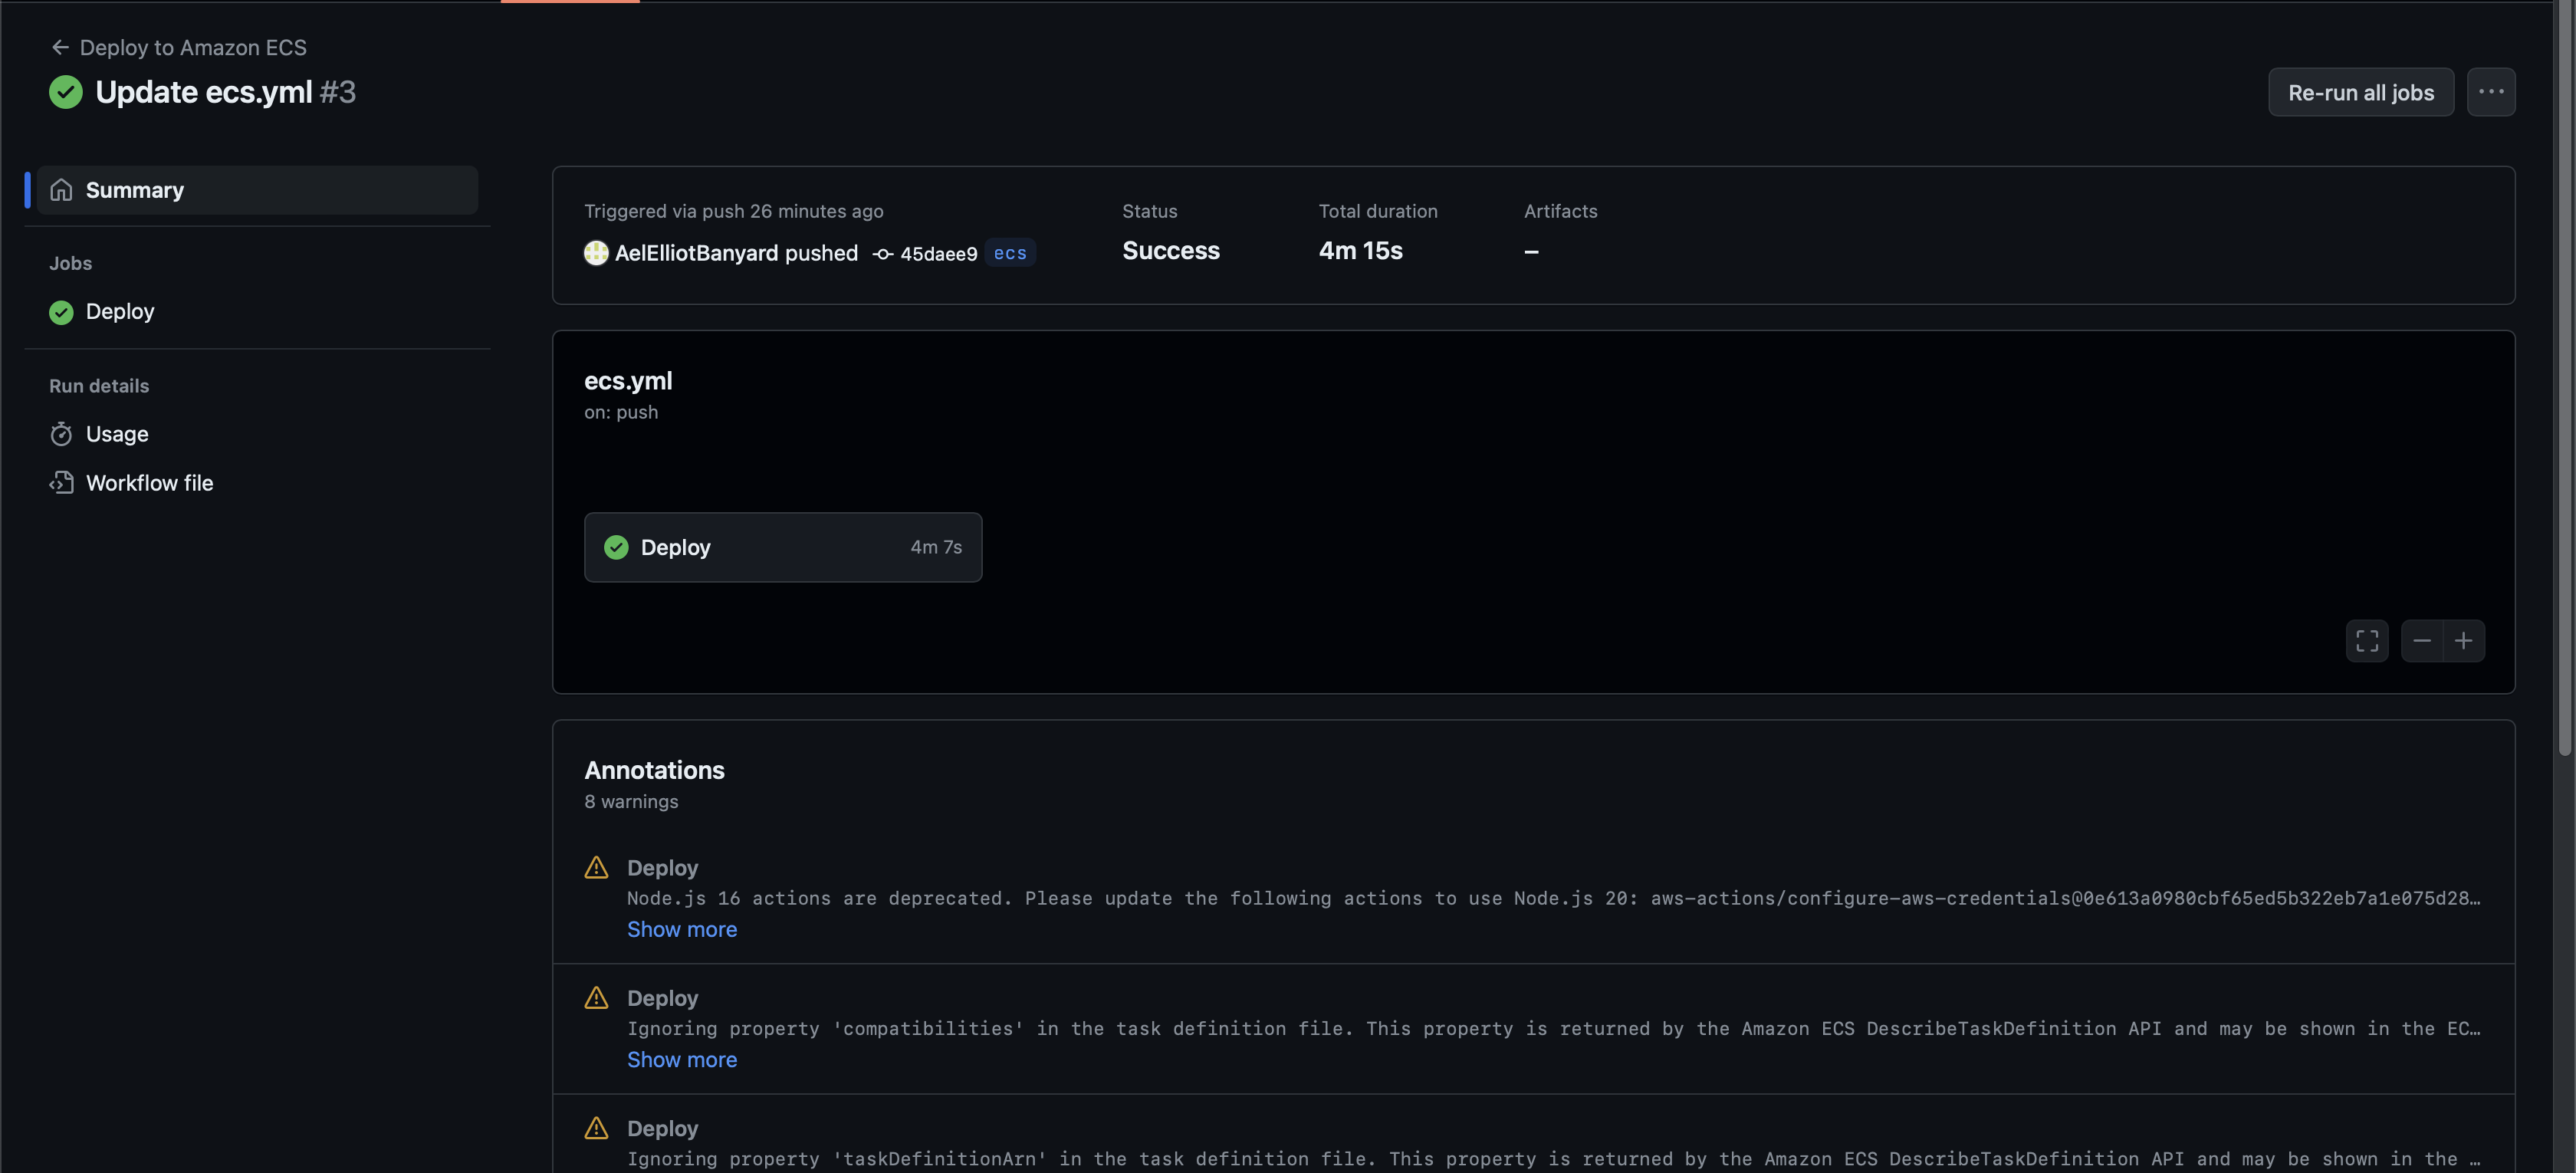 ← Deploy to Amazon ECS
Update ecs.yml #3
Re-run all jobs
Summary
Jobs
Deploy
Run details
Usage
Workflow file
Triggered via push 26 minutes ago
AelElliotBanyard pushed 45daee9 ecs
Status
Success
Total duration
4m 15s
Artifacts
–
ecs.yml
on: push
Deploy 4m 7s
Annotations
8 warnings
Deploy
Node.js 16 actions are deprecated. Please update the following actions to use Node.js 20: aws-actions/configure-aws-credentials@0e613a0980cbf65ed5b322eb7a1e075d28…
Show more
Deploy
Ignoring property 'compatibilities' in the task definition file. This property is returned by the Amazon ECS DescribeTaskDefinition API and may be shown in the EC…
Show more
Deploy
Ignoring property 'taskDefinitionArn' in the task definition file. This property is returned by the Amazon ECS DescribeTaskDefinition API and may be shown in the …